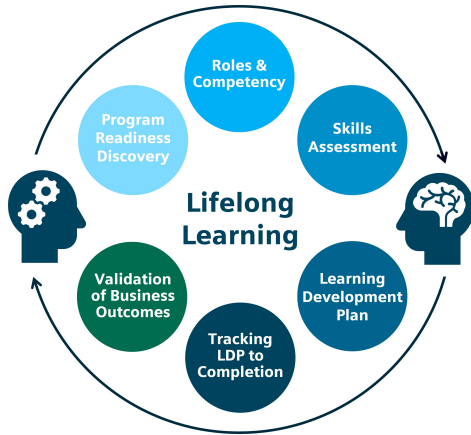 Roles &
Competency
Skills
Assessment
Learning
Development
Plan
Tracking
LDP to
Completion
Validation
of Business
Outcomes
Program
Readiness
Discovery
Lifelong
Learning